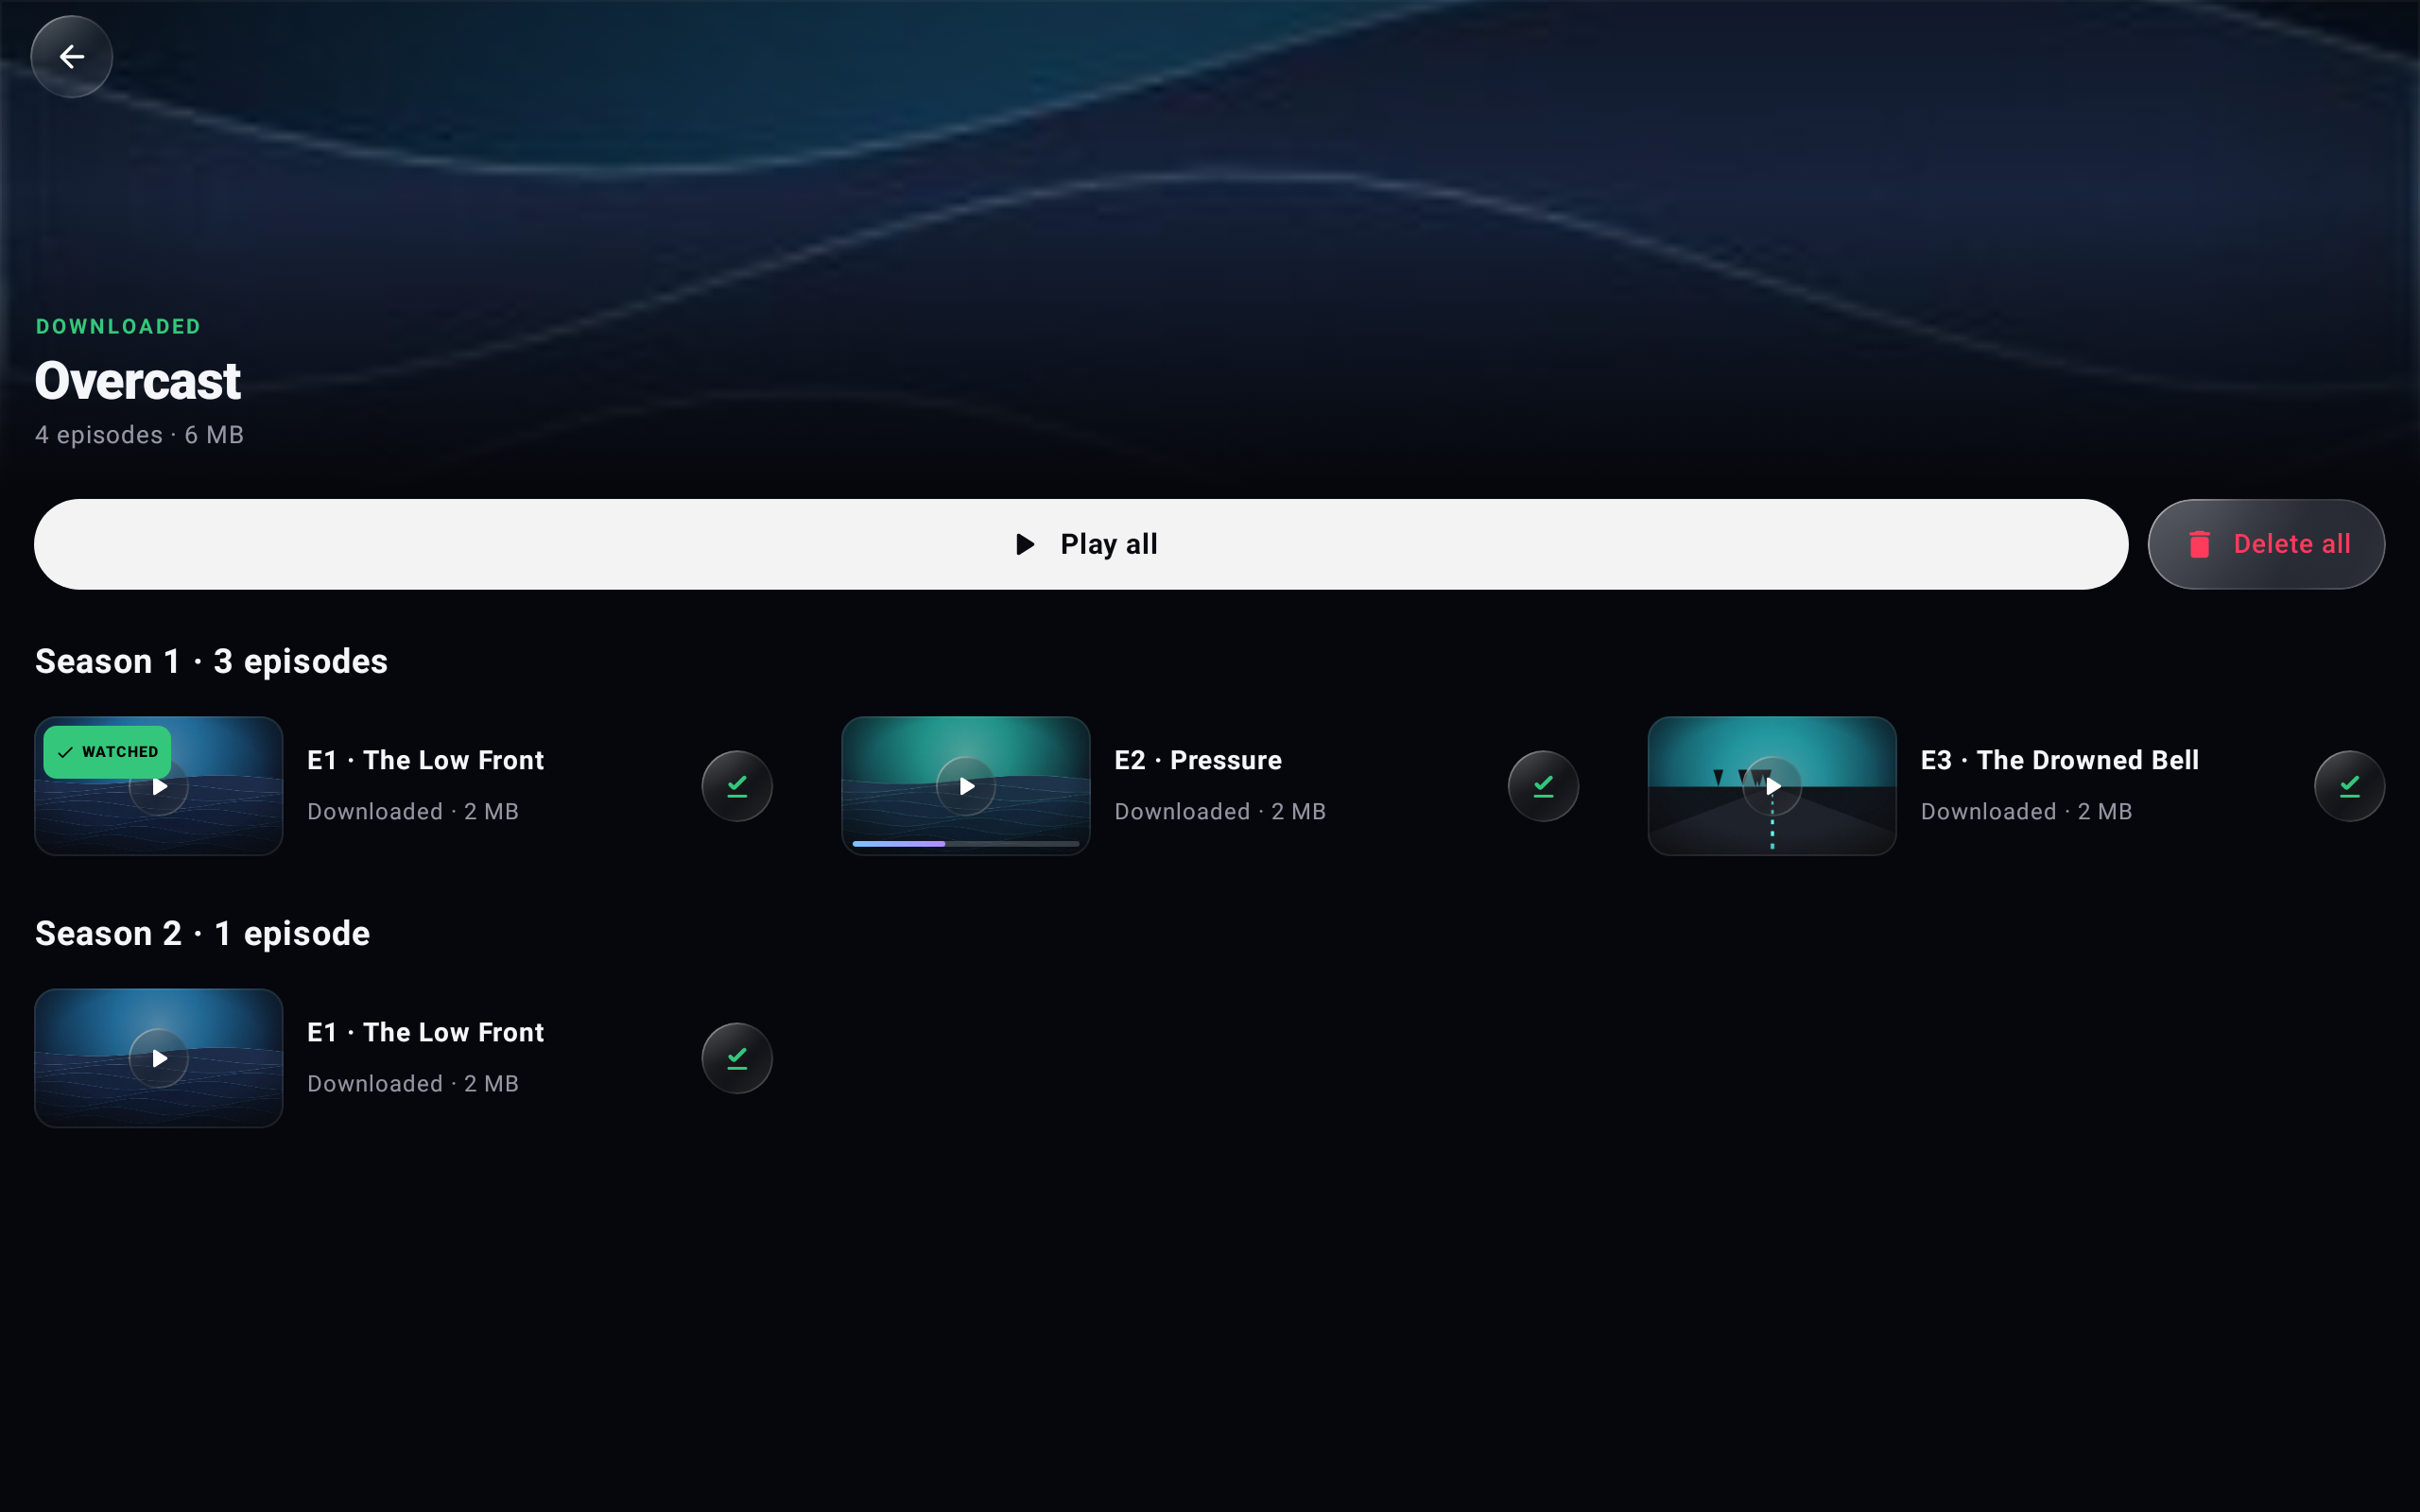 DOWNLOADED
Overcast
4 episodes · 6 MB
Play all
Delete all
Season 1 · 3 episodes
WATCHED
E1 · The Low Front
Downloaded · 2 MB
E2 · Pressure
Downloaded · 2 MB
E3 · The Drowned Bell
Downloaded · 2 MB
Season 2 · 1 episode
E1 · The Low Front
Downloaded · 2 MB